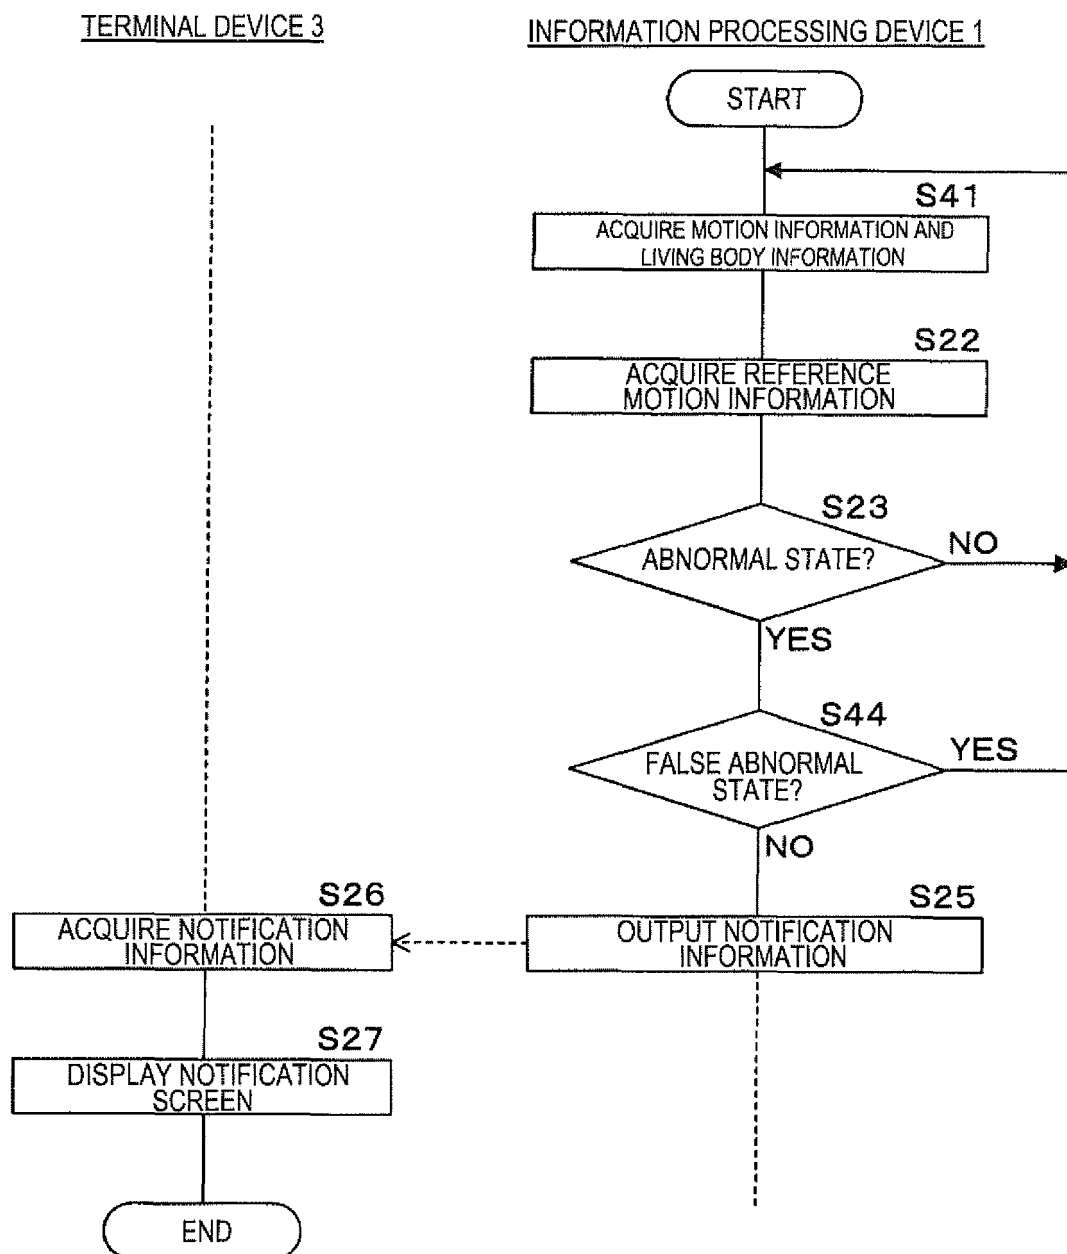 TERMINAL DEVICE 3
INFORMATION PROCESSING DEVICE 1
START
S41
ACQUIRE MOTION INFORMATION AND
LIVING BODY INFORMATION
S22
ACQUIRE REFERENCE
MOTION INFORMATION
S23
ABNORMAL STATE?
NO
YES
S44
FALSE ABNORMAL
STATE?
YES
NO
S25
OUTPUT NOTIFICATION
INFORMATION
S26
ACQUIRE NOTIFICATION
INFORMATION
S27
DISPLAY NOTIFICATION
SCREEN
END